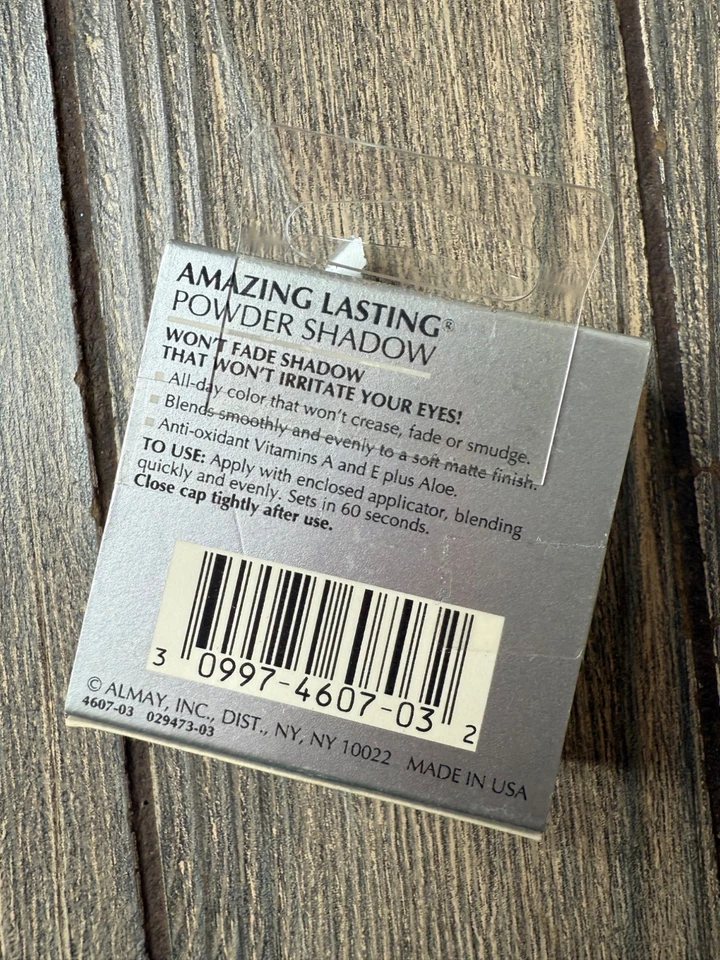 AMAZING LASTING®
POWDER SHADOW
WON'T FADE SHADOW
THAT WON'T IRRITATE YOUR EYES!
All-day color that won't crease, fade or smudge.
Blends smoothly and evenly to a soft matte finish.
Anti-oxidant Vitamins A and E plus Aloe.
TO USE: Apply with enclosed applicator, blending
quickly and evenly. Sets in 60 seconds.
Close cap tightly after use.
3 0997-4607-03 2
© ALMAY, INC., DIST., NY, NY 10022 MADE IN USA
4607-03 029473-03